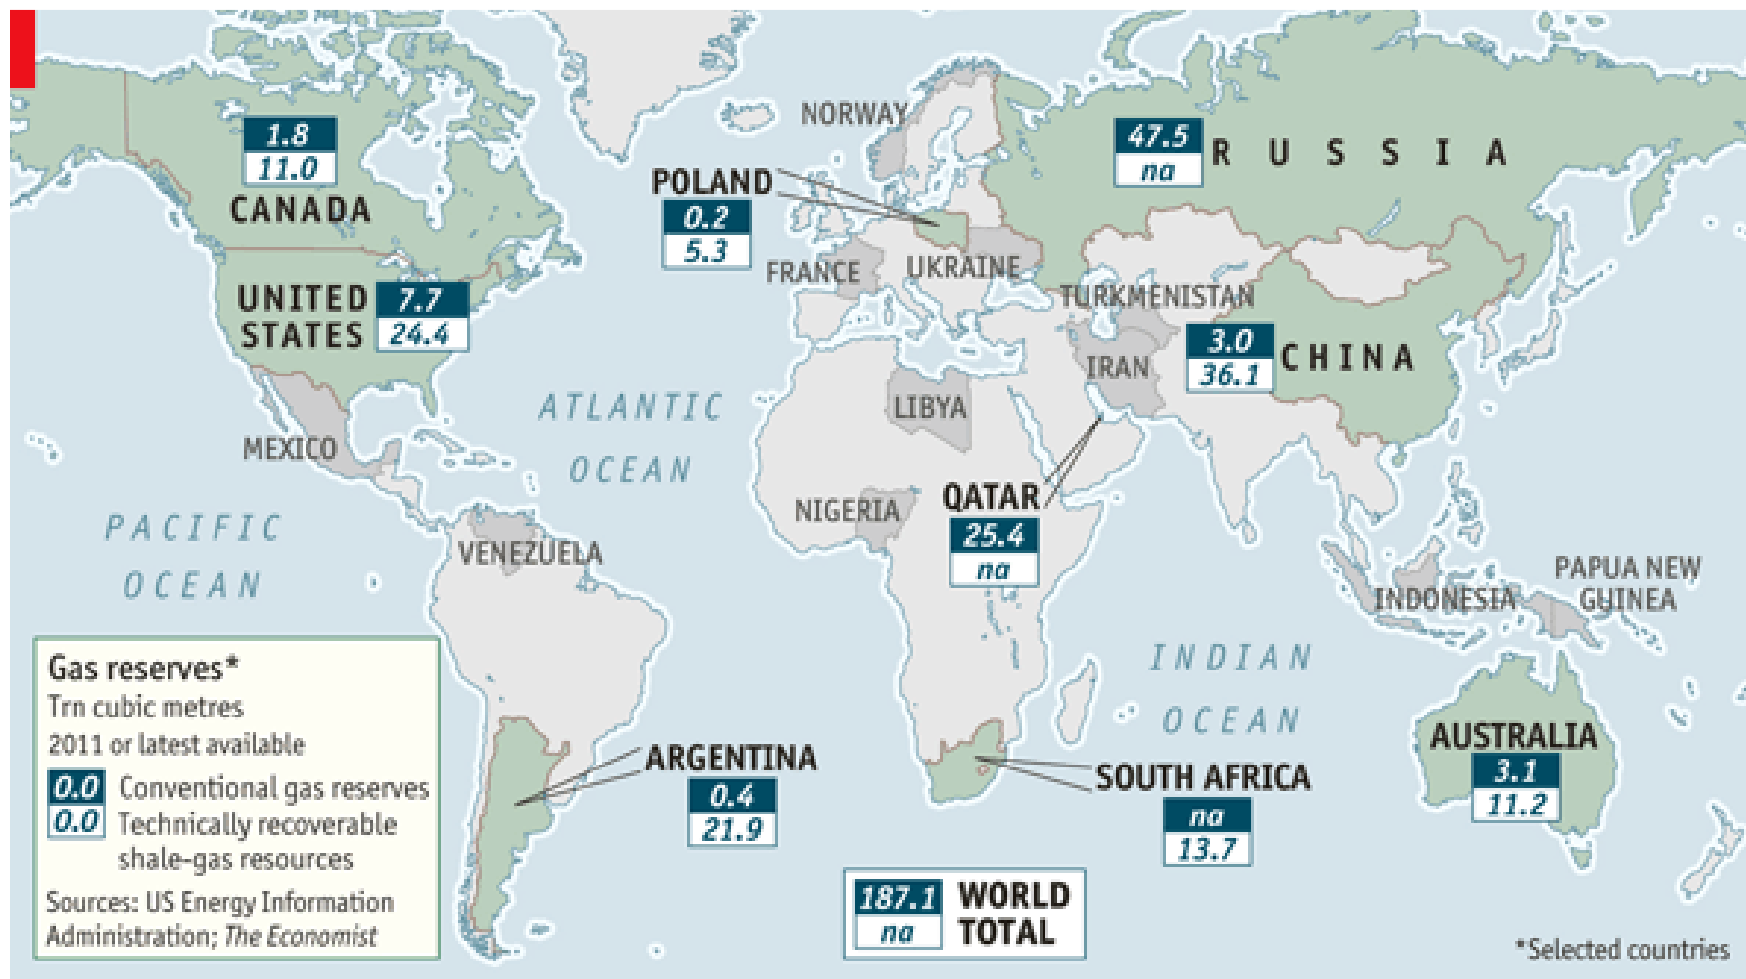 NORWAY
1.8
11.0
CANADA
47.5
na
RUSSIA
POLAND
0.2
5.3
FRANCE
UKRAINE
UNITED
STATES
7.7
24.4
TURKMENISTAN
IRAN
3.0
36.1
CHINA
LIBYA
ATLANTIC
OCEAN
MEXICO
QATAR
25.4
na
NIGERIA
PACIFIC
OCEAN
VENEZUELA
PAPUA NEW
GUINEA
INDONESIA
INDIAN
OCEAN
AUSTRALIA
3.1
11.2
ARGENTINA
0.4
21.9
SOUTH AFRICA
na
13.7
Gas reserves*
Trn cubic metres
2011 or latest available
0.0 Conventional gas reserves
0.0 Technically recoverable
shale-gas resources
Sources: US Energy Information
Administration; The Economist
187.1
na
WORLD
TOTAL
*Selected countries